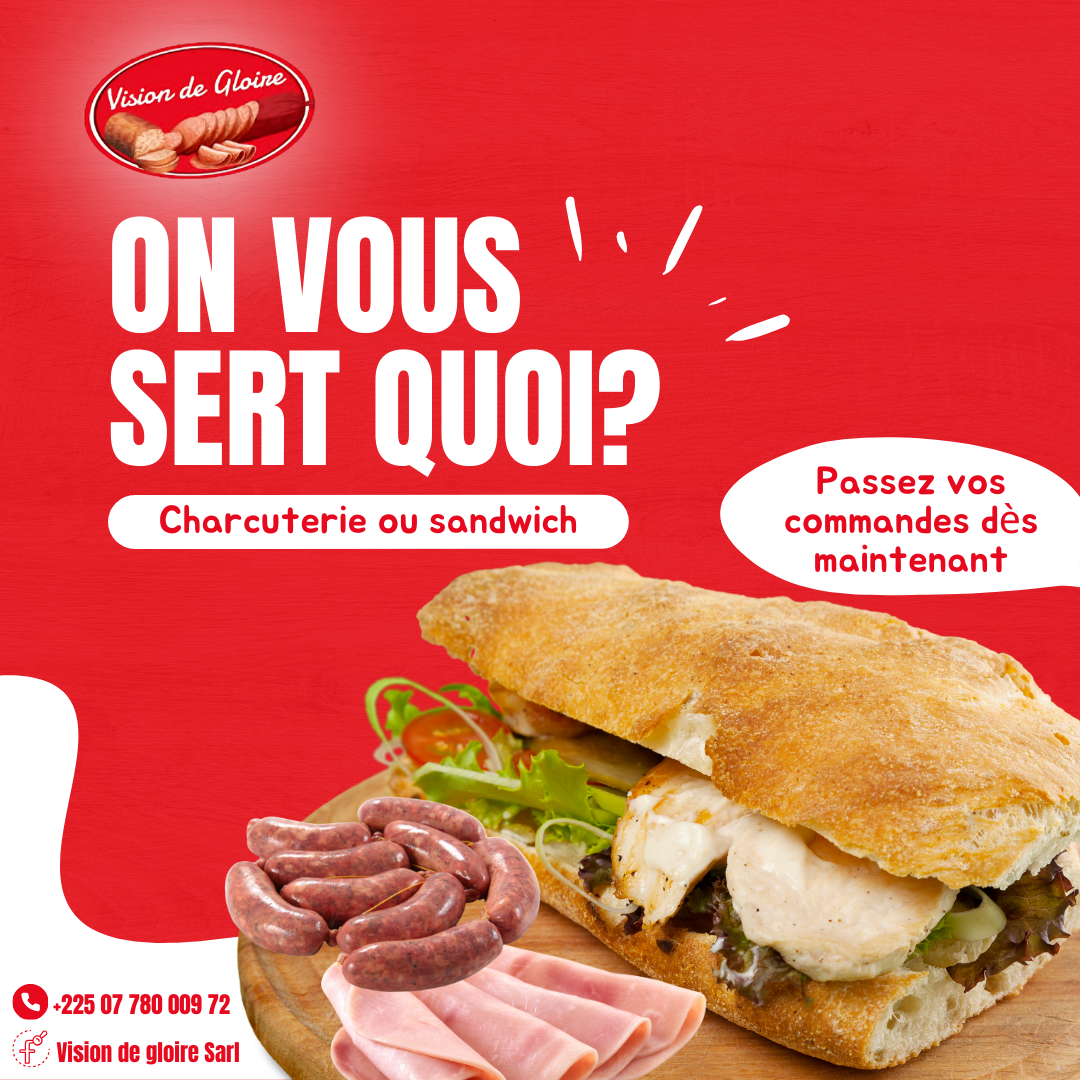 Vision de Gloire
ON VOUS
SERT QUOI?
Charcuterie ou sandwich
Passez vos
commandes dès
maintenant
+225 07 780 009 72
Vision de gloire Sarl